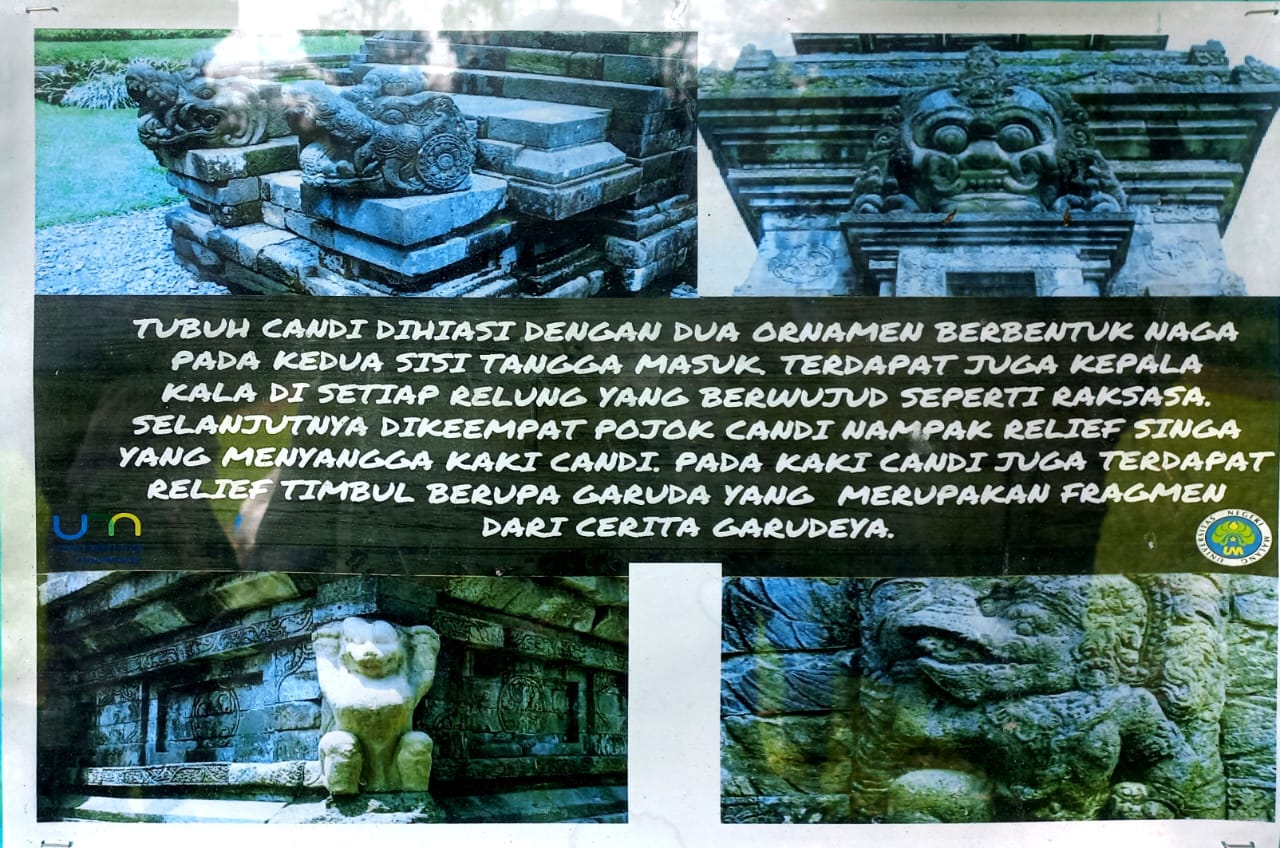 TUBUH CANDI DIHIASI DENGAN DUA ORNAMEN BERBENTUK NAGA
PADA KEDUA SISI TANGGA MASUK. TERDAPAT JUGA KEPALA
KALA DI SETIAP RELUNG YANG BERWUJUD SEPERTI RAKSASA.
SELANJUTNYA DIKEEMPAT POJOK CANDI NAMPAK RELIEF SINGA
YANG MENYANGGA KAKI CANDI. PADA KAKI CANDI JUGA TERDAPAT
RELIEF TIMBUL BERUPA GARUDA YANG MERUPAKAN FRAGMEN
DARI CERITA GARUDEYA.
UNIVERSITAS NEGERI MALANG
UM